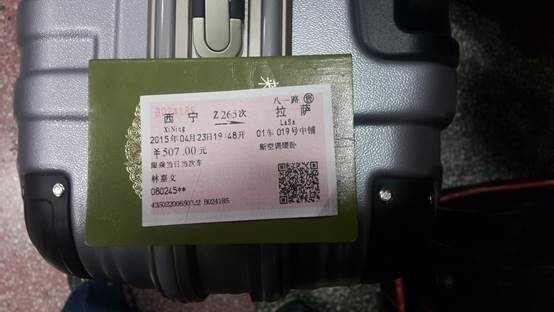 八一路 售
B024185
西宁 Z265次 拉萨
XiNing LaSa
2015年04月23日19:48开 01车019号中铺
￥507.00元 新空调硬卧
限乘当日当次车
林嘉文
080245**
B024185